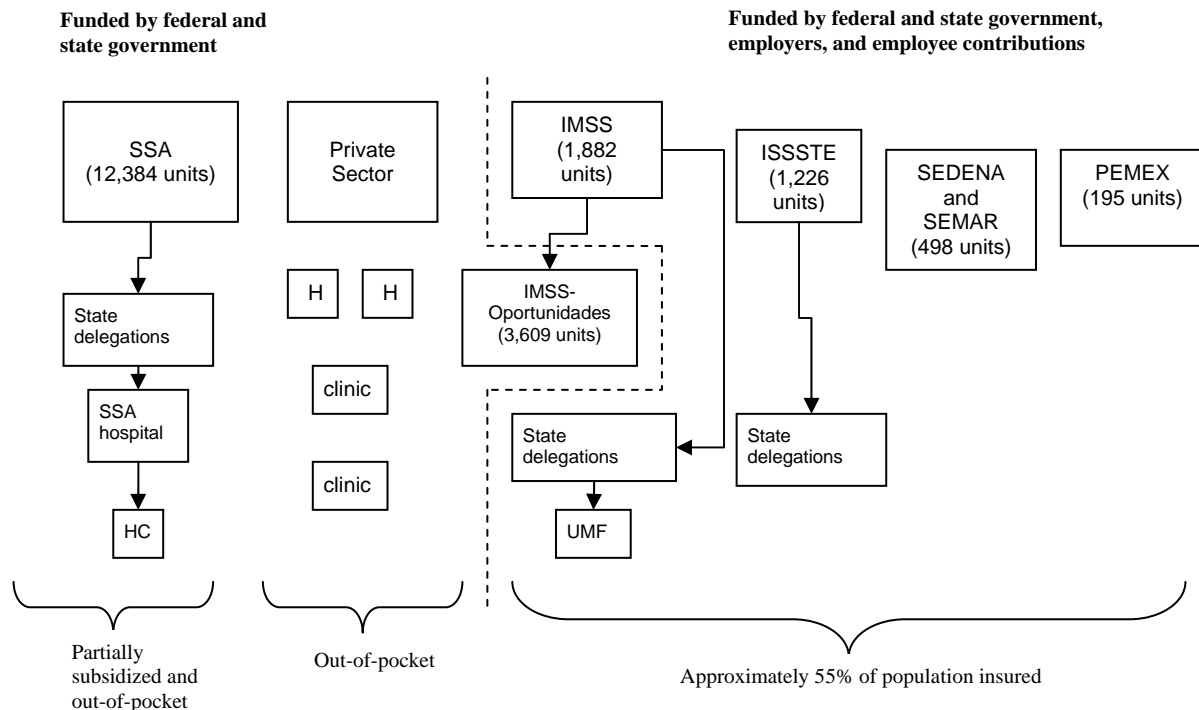 Funded by federal and
state government
Funded by federal and state government,
employers, and employee contributions
SSA
(12,384 units)
Private
Sector
IMSS
(1,882
units)
ISSSTE
(1,226
units)
SEDENA
and
SEMAR
(498 units)
PEMEX
(195 units)
State
delegations
H
H
IMSS-
Oportunidades
(3,609 units)
SSA
hospital
clinic
State
delegations
State
delegations
clinic
HC
UMF
Partially
subsidized and
out-of-pocket
Out-of-pocket
Approximately 55% of population insured